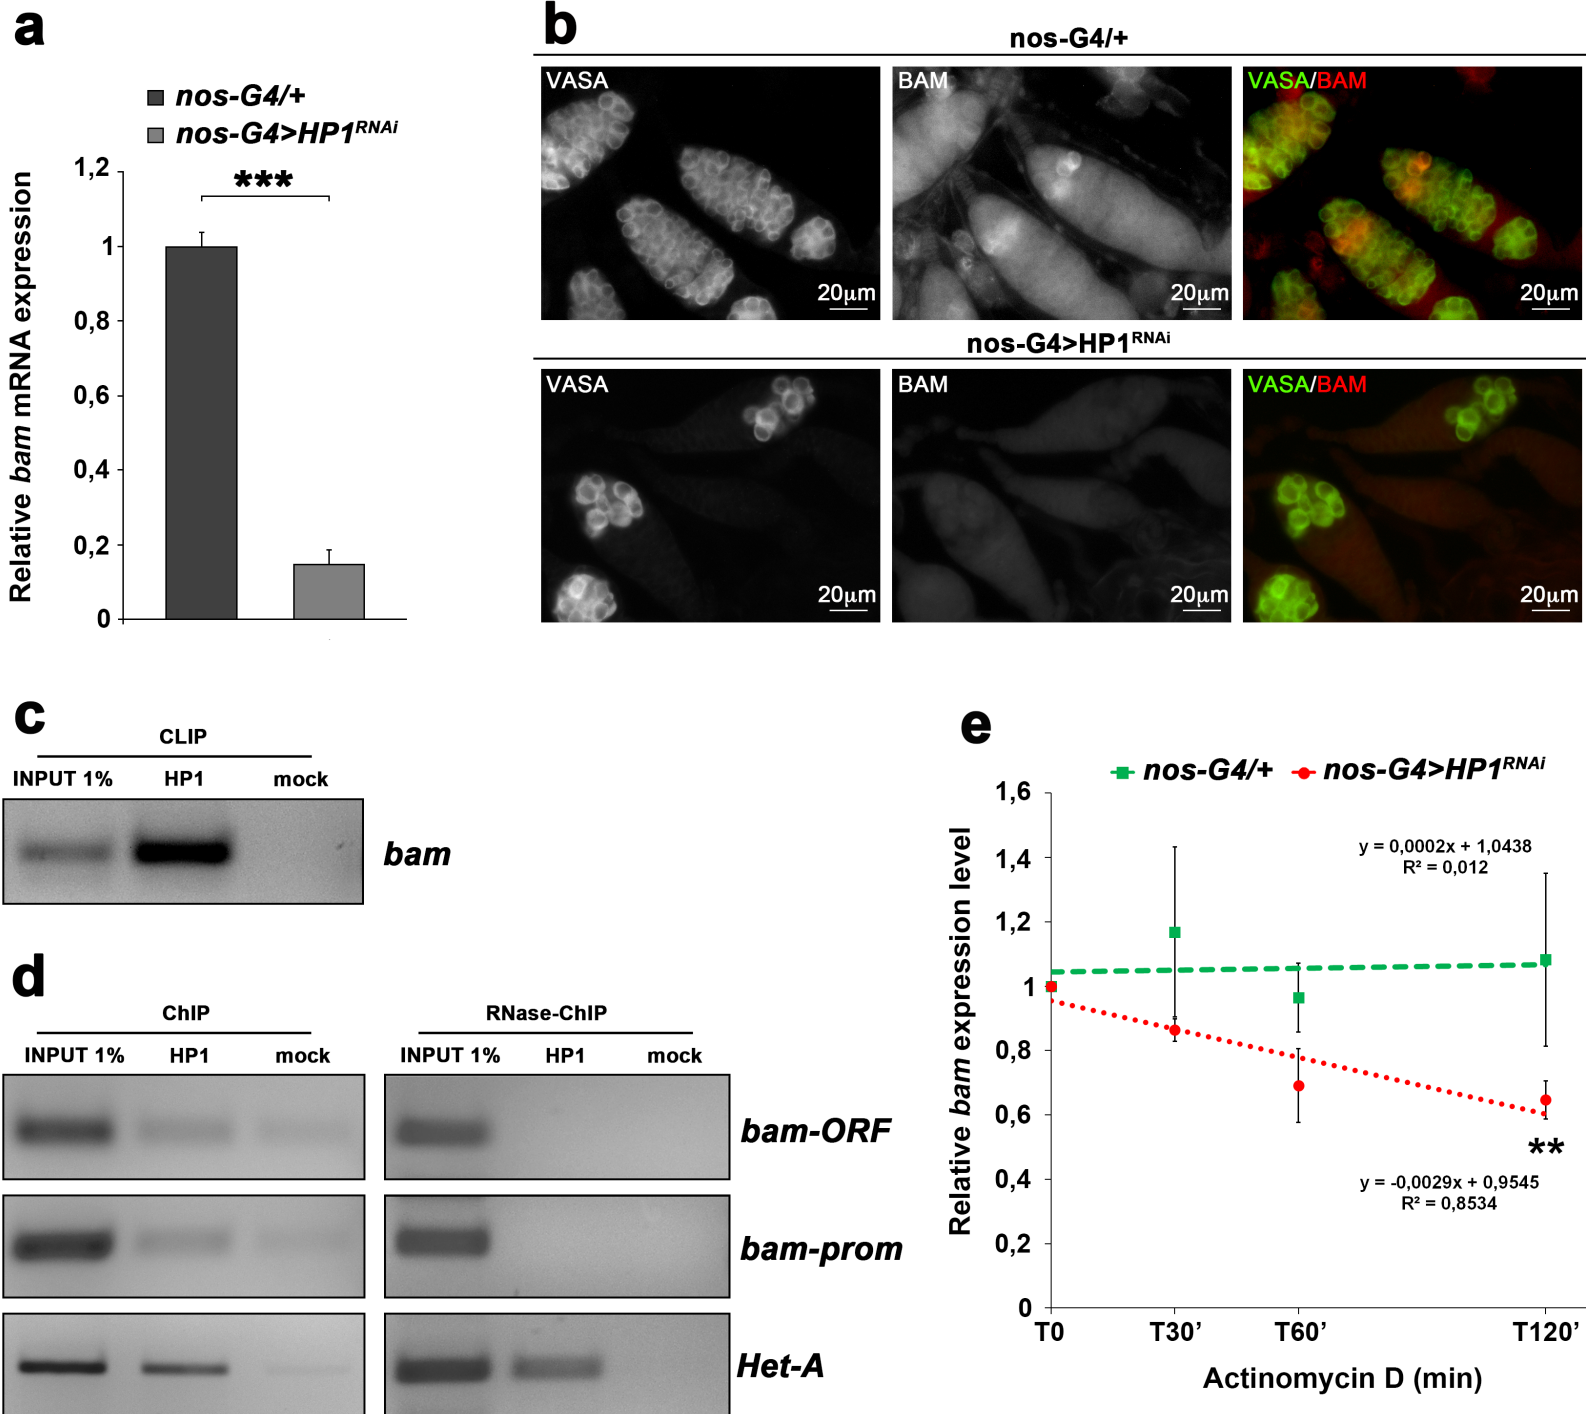 a
nos-G4/+
nos-G4>HP1RNAi
Relative bam mRNA expression
1,2
1
0,8
0,6
0,4
0,2
0
***
b
nos-G4/+
VASA
20µm
BAM
20µm
VASA/BAM
20µm
nos-G4>HP1RNAi
VASA
20µm
BAM
20µm
VASA/BAM
20µm
c
CLIP
INPUT 1% HP1 mock
bam
d
ChIP
INPUT 1% HP1 mock
RNase-ChIP
INPUT 1% HP1 mock
bam-ORF
bam-prom
Het-A
e
nos-G4/+ nos-G4>HP1RNAi
Relative bam expression level
1,6
1,4
1,2
1
0,8
0,6
0,4
0,2
0
y = 0,0002x + 1,0438
R² = 0,012
**
y = -0,0029x + 0,9545
R² = 0,8534
T0 T30’ T60’ T120’
Actinomycin D (min)